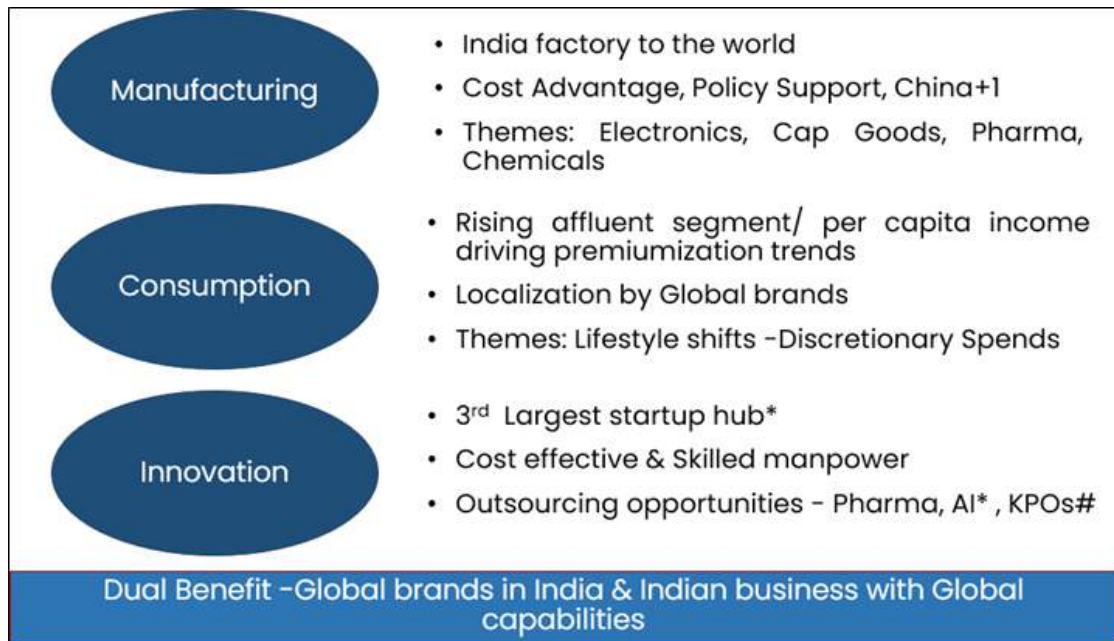 Manufacturing
• India factory to the world
• Cost Advantage, Policy Support, China+1
• Themes: Electronics, Cap Goods, Pharma,
Chemicals
Consumption
• Rising affluent segment/ per capita income
driving premiumization trends
• Localization by Global brands
• Themes: Lifestyle shifts -Discretionary Spends
Innovation
• 3rd Largest startup hub*
• Cost effective & Skilled manpower
• Outsourcing opportunities - Pharma, AI* , KPOs#
Dual Benefit -Global brands in India & Indian business with Global
capabilities